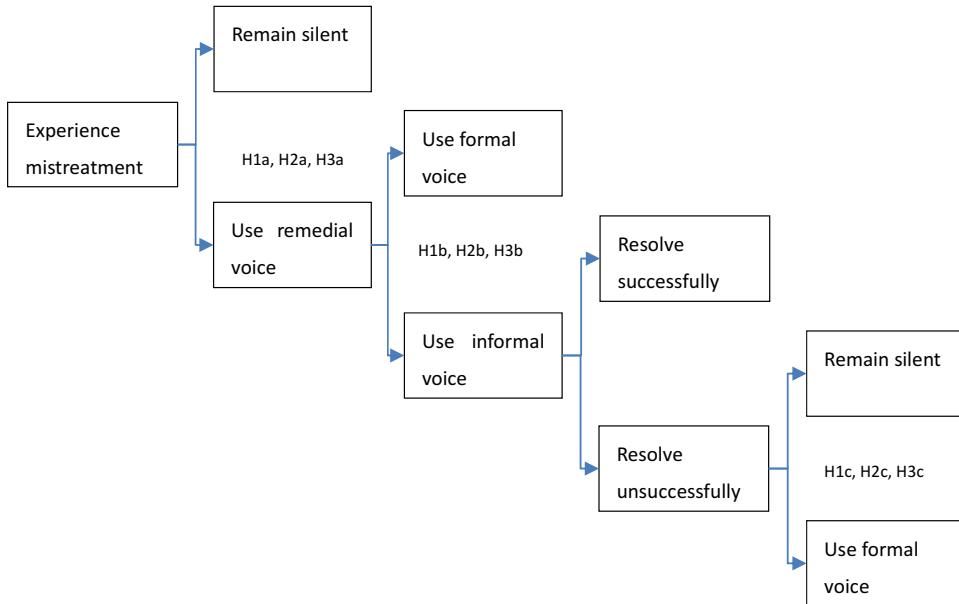 Remain silent
Experience
mistreatment
H1a, H2a, H3a
Use remedial
voice
Use formal
voice
H1b, H2b, H3b
Use informal
voice
Resolve
successfully
Resolve
unsuccessfully
Remain silent
H1c, H2c, H3c
Use formal
voice